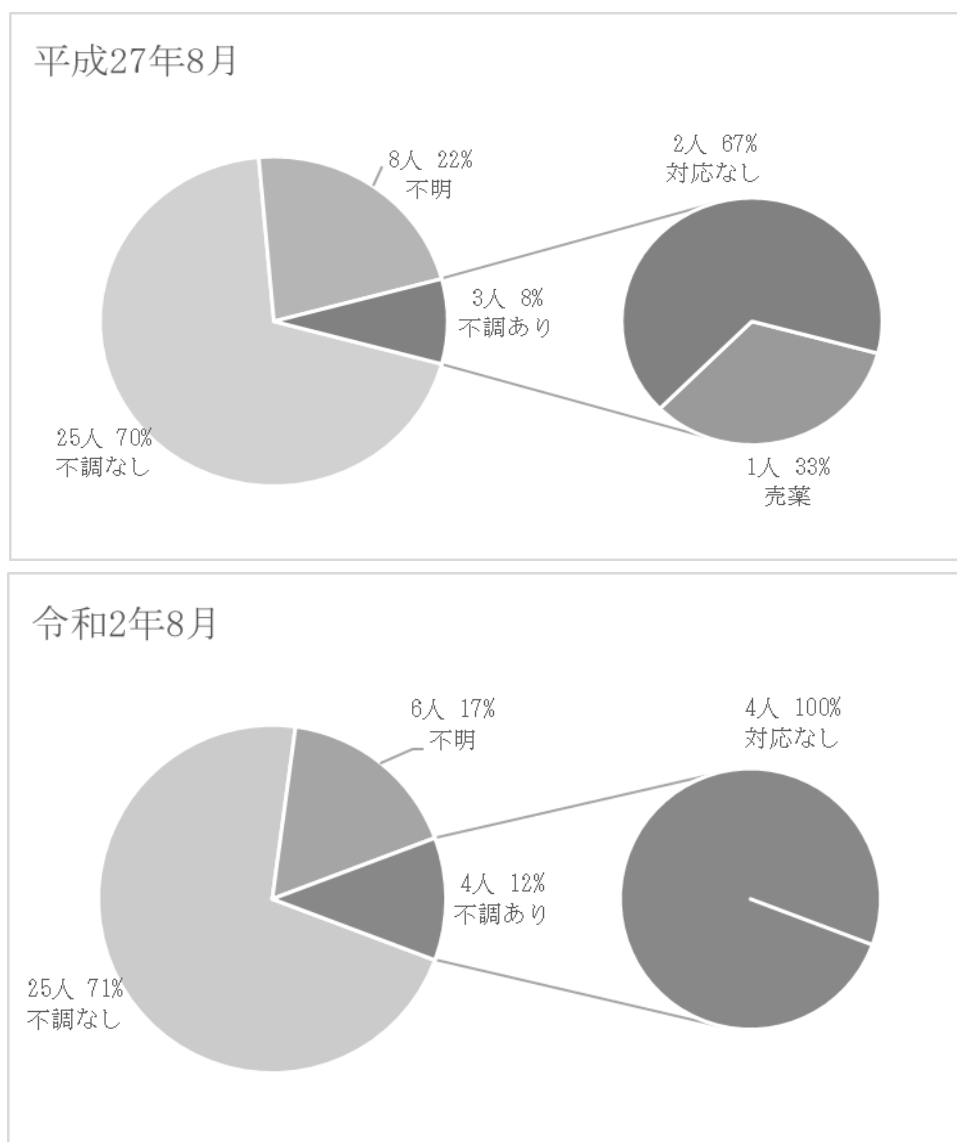 平成27年8月
8人 22%
不明
2人 67%
対応なし
3人 8%
不調あり
25人 70%
不調なし
1人 33%
売薬
令和2年8月
6人 17%
不明
4人 100%
対応なし
4人 12%
不調あり
25人 71%
不調なし